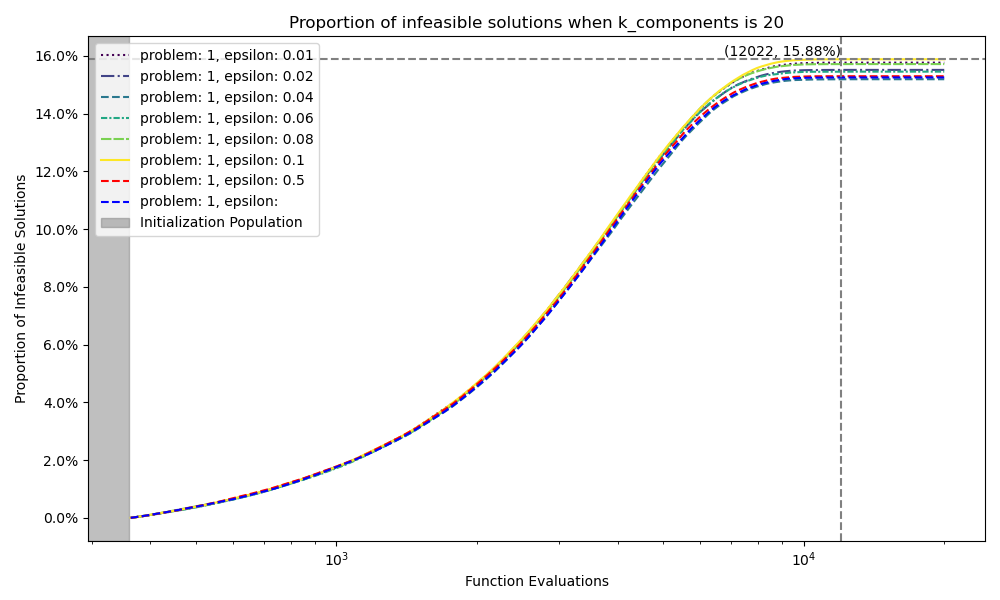 Proportion of infeasible solutions when k_components is 20
(12022, 15.88%)
problem: 1, epsilon: 0.01
problem: 1, epsilon: 0.02
problem: 1, epsilon: 0.04
problem: 1, epsilon: 0.06
problem: 1, epsilon: 0.08
problem: 1, epsilon: 0.1
problem: 1, epsilon: 0.5
problem: 1, epsilon:
Initialization Population
16.0%
14.0%
12.0%
10.0%
8.0%
6.0%
4.0%
2.0%
0.0%
Proportion of Infeasible Solutions
10³ 10⁴
Function Evaluations